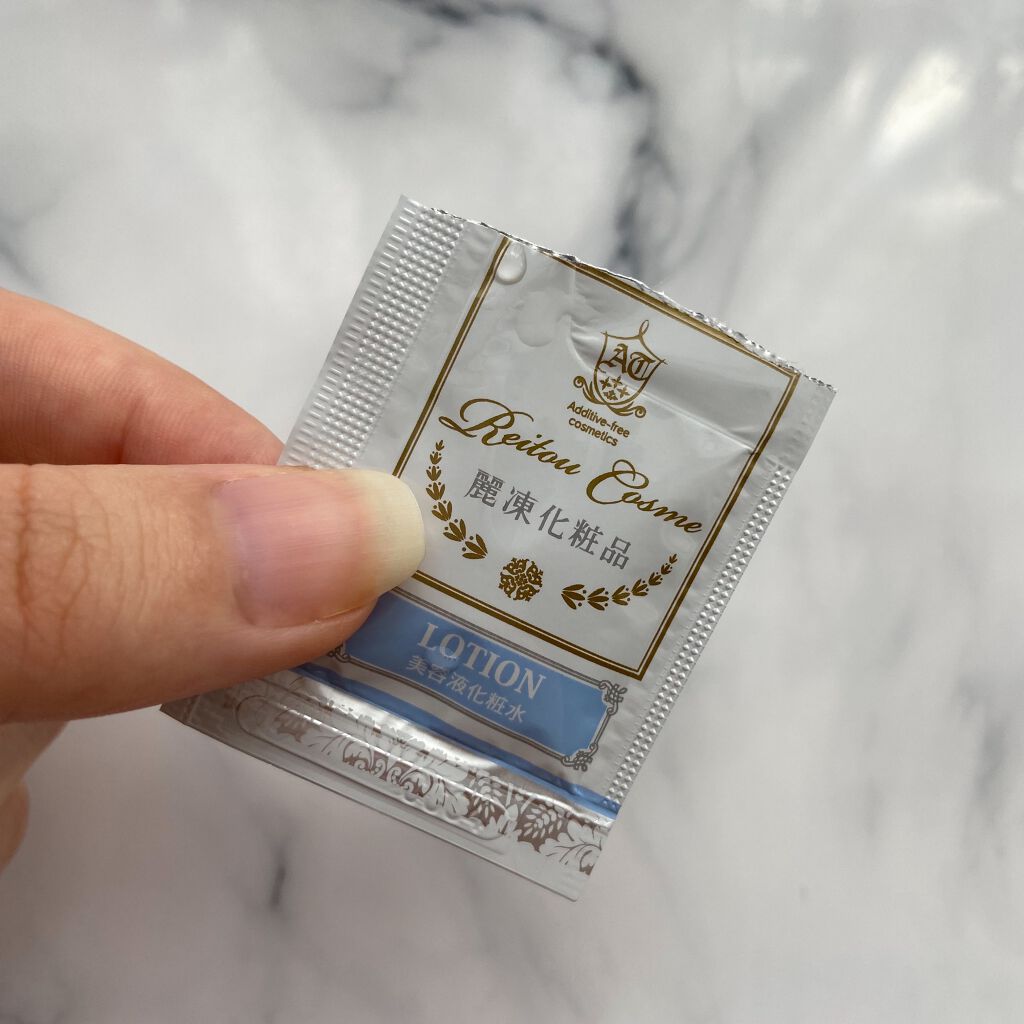 AT
Additive-free
cosmetics
Reitou Cosme
麗凍化粧品
LOTION
美容液化粧水